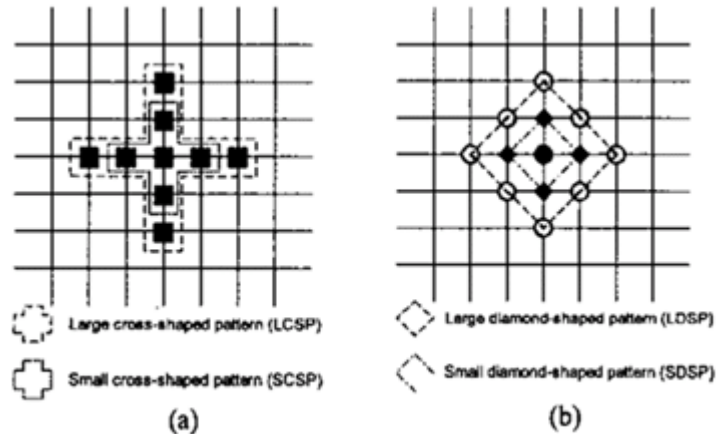 Large cross-shaped pattern (LCSP)
Small cross-shaped pattern (SCSP)
(a)
Large diamond-shaped pattern (LDSP)
Small diamond-shaped pattern (SDSP)
(b)